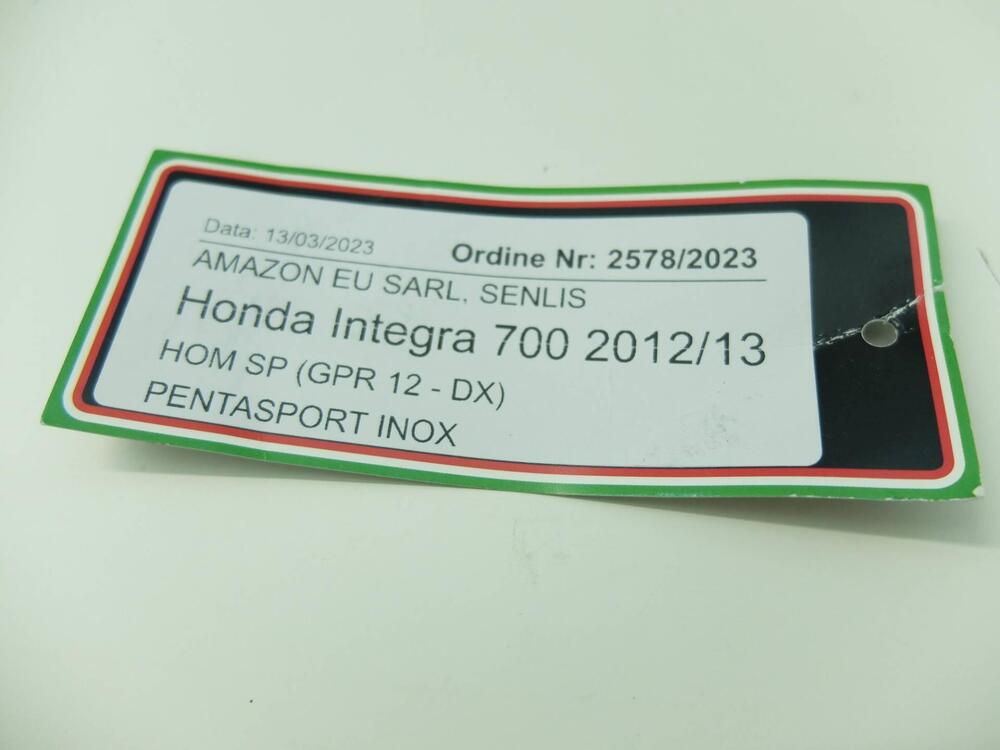 Data: 13/03/2023 Ordine Nr: 2578/2023
AMAZON EU SARL, SENLIS
Honda Integra 700 2012/13
HOM SP (GPR 12 - DX)
PENTASPORT INOX